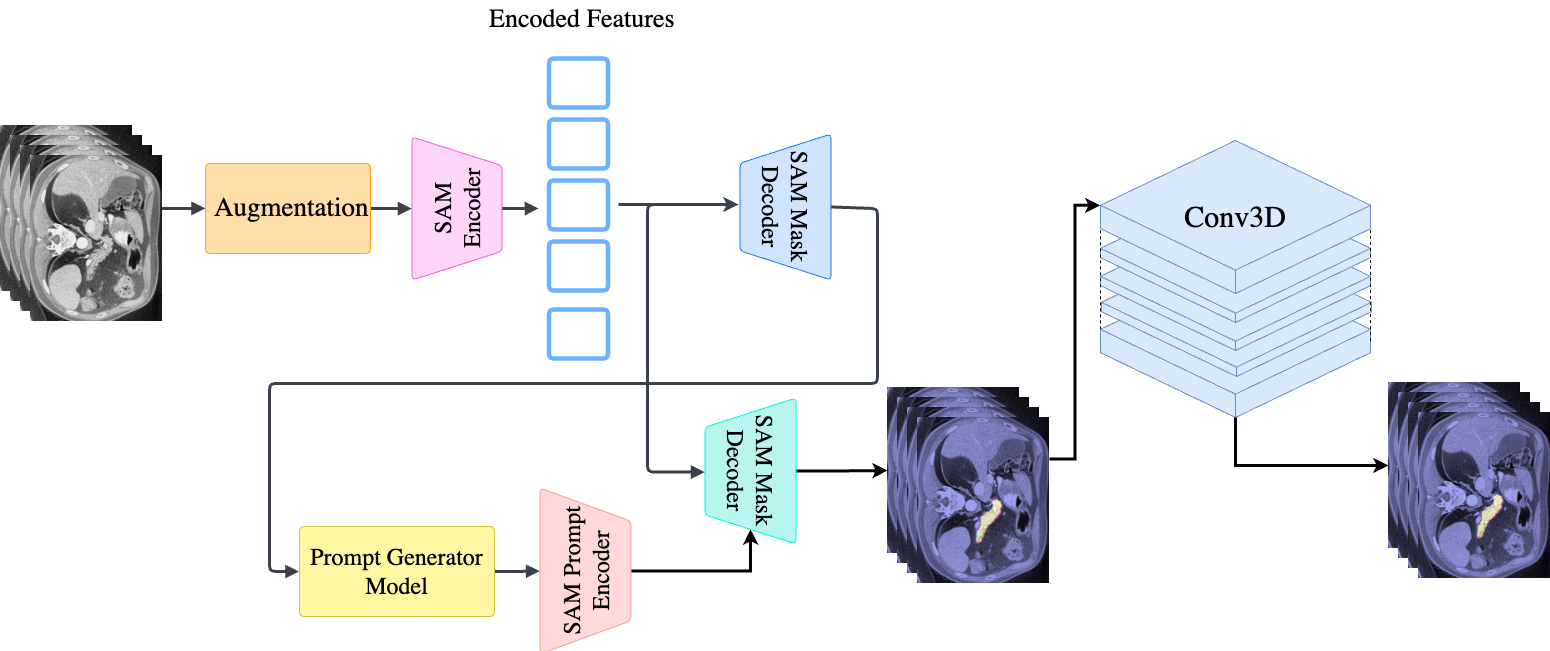 Encoded Features
Augmentation
SAM
Encoder
SAM Mask
Decoder
Conv3D
SAM Mask
Decoder
Prompt Generator
Model
SAM Prompt
Encoder